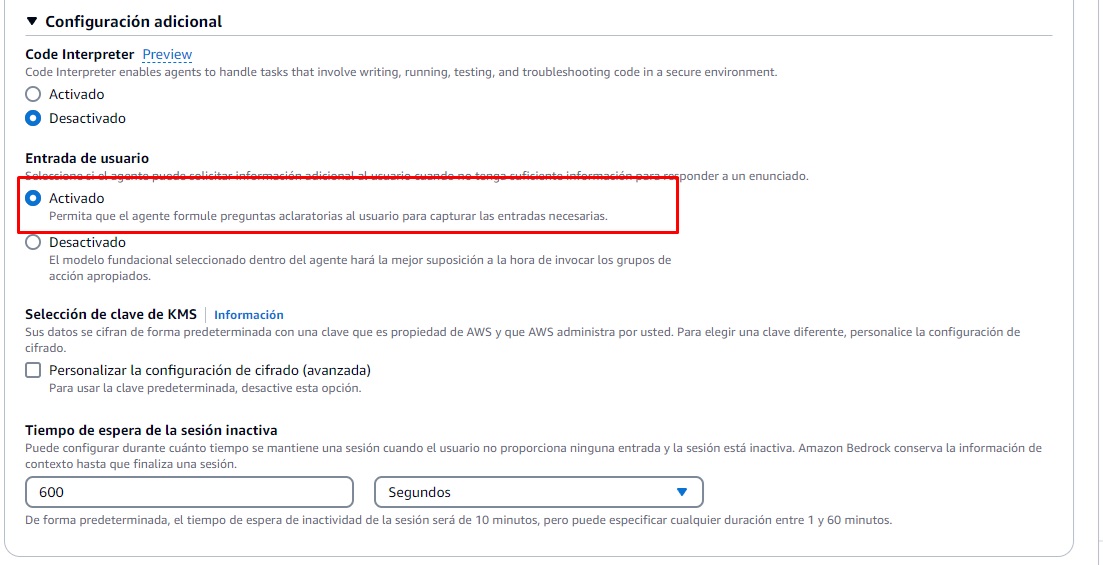 Configuración adicional
Code Interpreter Preview
Code Interpreter enables agents to handle tasks that involve writing, running, testing, and troubleshooting code in a secure environment.
Activado
Desactivado
Entrada de usuario
Seleccione si el agente puede solicitar información adicional al usuario cuando no tenga suficiente información para responder a un enunciado.
Activado
Permita que el agente formule preguntas aclaratorias al usuario para capturar las entradas necesarias.
Desactivado
El modelo fundacional seleccionado dentro del agente hará la mejor suposición a la hora de invocar los grupos de
acción apropiados.
Selección de clave de KMS Información
Sus datos se cifran de forma predeterminada con una clave que es propiedad de AWS y que AWS administra por usted. Para elegir una clave diferente, personalice la configuración de
cifrado.
Personalizar la configuración de cifrado (avanzada)
Para usar la clave predeterminada, desactive esta opción.
Tiempo de espera de la sesión inactiva
Puede configurar durante cuánto tiempo se mantiene una sesión cuando el usuario no proporciona ninguna entrada y la sesión está inactiva. Amazon Bedrock conserva la información de
contexto hasta que finaliza una sesión.
600 Segundos
De forma predeterminada, el tiempo de espera de inactividad de la sesión será de 10 minutos, pero puede especificar cualquier duración entre 1 y 60 minutos.